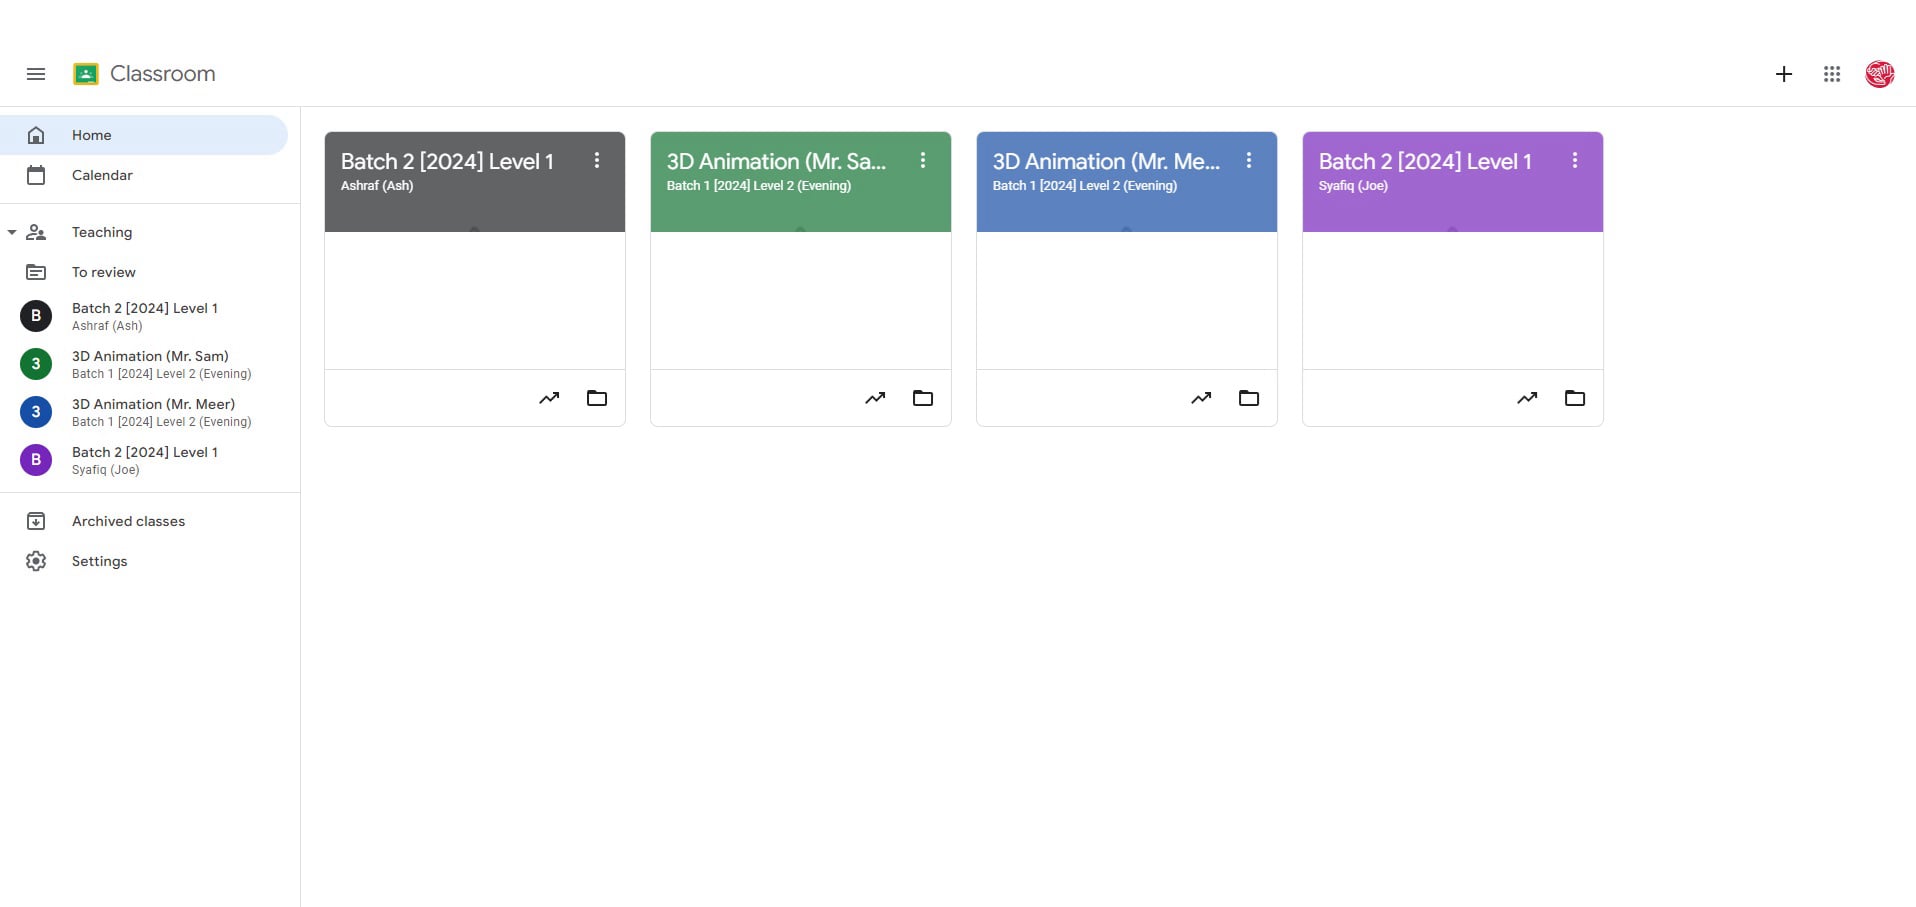 Classroom
Home
Calendar
Teaching
To review
B
Batch 2 [2024] Level 1
Ashraf (Ash)
3
3D Animation (Mr. Sam)
Batch 1 [2024] Level 2 (Evening)
3
3D Animation (Mr. Meer)
Batch 1 [2024] Level 2 (Evening)
B
Batch 2 [2024] Level 1
Syafiq (Joe)
Archived classes
Settings
Batch 2 [2024] Level 1
Ashraf (Ash)
3D Animation (Mr. Sa...
Batch 1 [2024] Level 2 (Evening)
3D Animation (Mr. Me...
Batch 1 [2024] Level 2 (Evening)
Batch 2 [2024] Level 1
Syafiq (Joe)